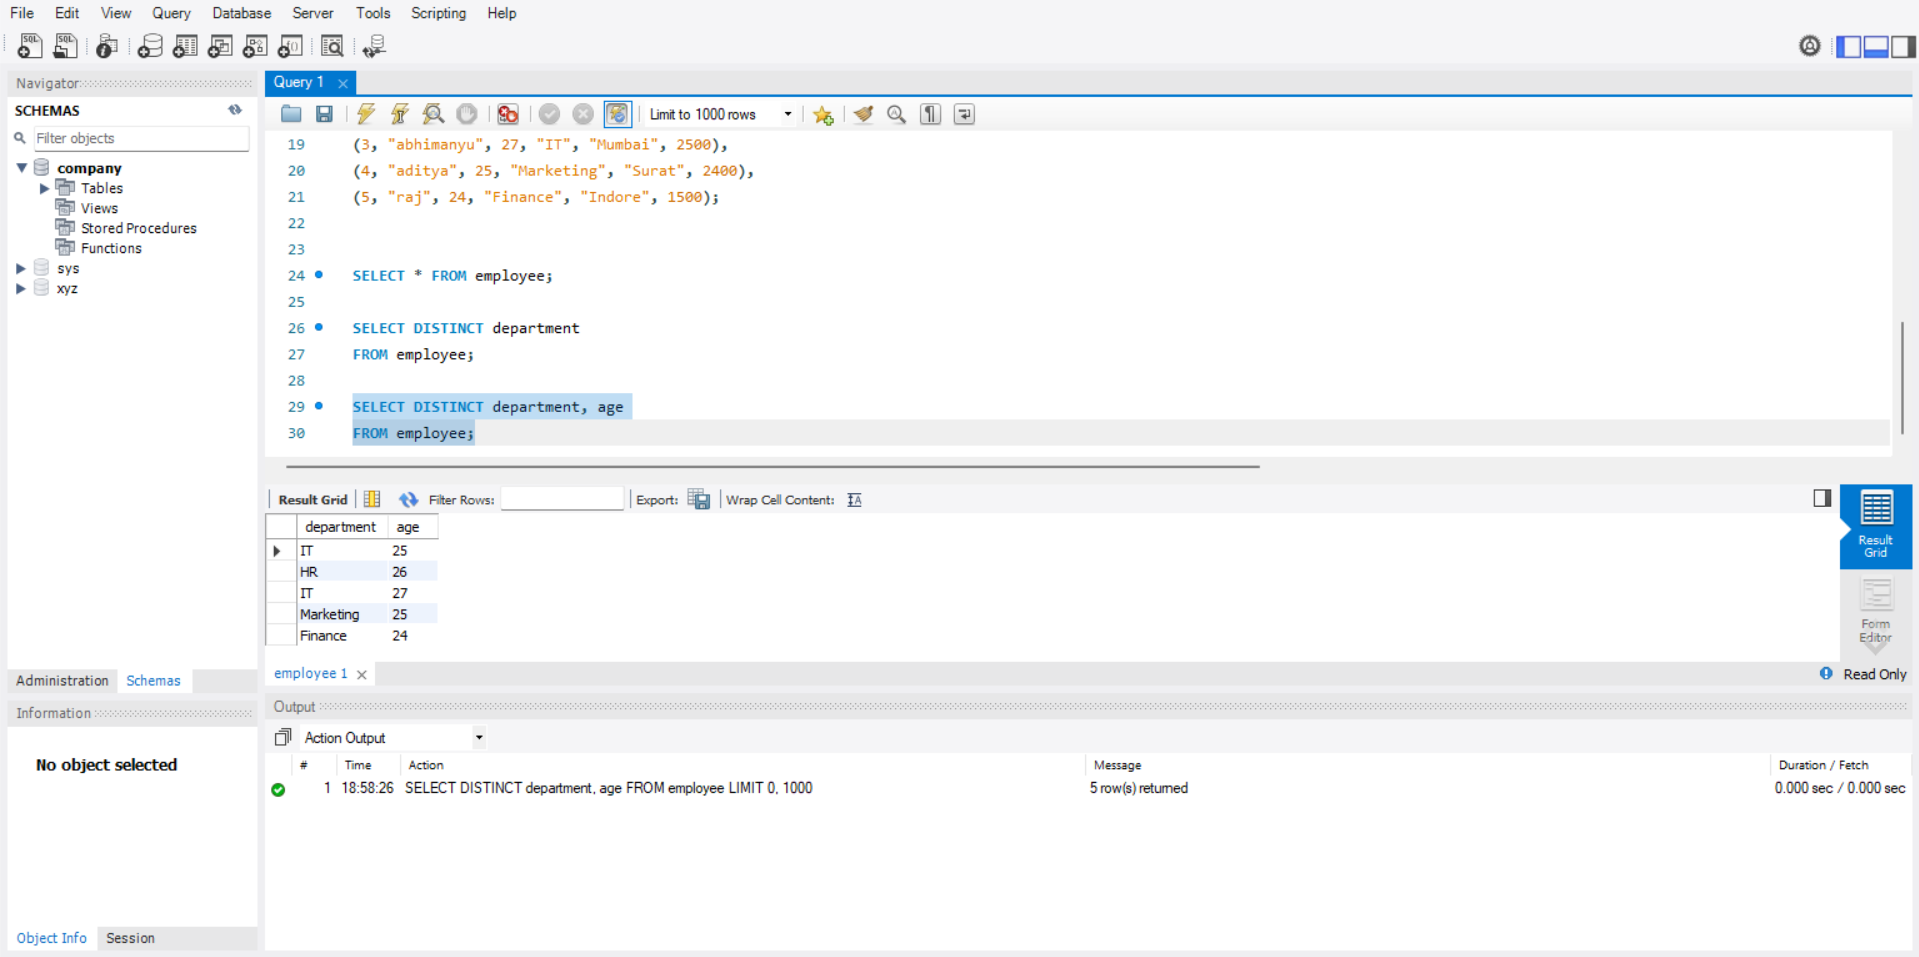 File Edit View Query Database Server Tools Scripting Help
Navigator
SCHEMAS
Filter objects
company
Tables
Views
Stored Procedures
Functions
sys
xyz
Administration Schemas
Information
No object selected
Object Info Session
Query 1
Limit to 1000 rows
19 (3, "abhimanyu", 27, "IT", "Mumbai", 2500),
20 (4, "aditya", 25, "Marketing", "Surat", 2400),
21 (5, "raj", 24, "Finance", "Indore", 1500);
22
23
24 SELECT * FROM employee;
25
26 SELECT DISTINCT department
27 FROM employee;
28
29 SELECT DISTINCT department, age
30 FROM employee;
Result Grid Filter Rows: Export: Wrap Cell Content:
department age
IT 25
HR 26
IT 27
Marketing 25
Finance 24
Result
Grid
Form
Editor
employee 1 Read Only
Output
Action Output
# Time Action Message Duration / Fetch
1 18:58:26 SELECT DISTINCT department, age FROM employee LIMIT 0, 1000 5 row(s) returned 0.000 sec / 0.000 sec